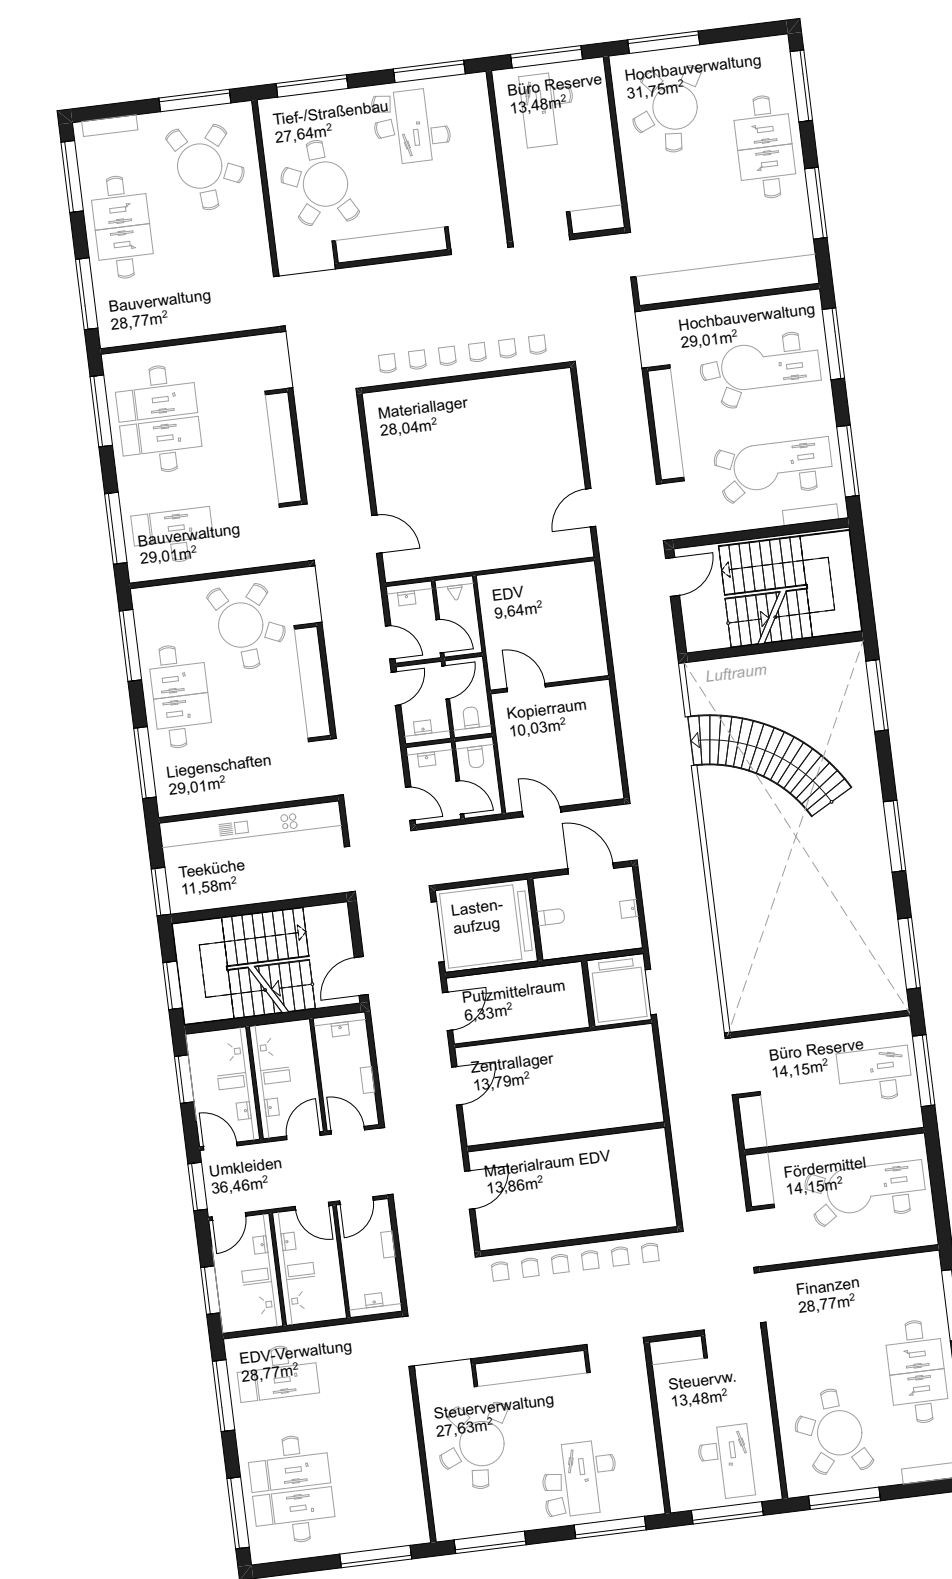 Tief-/Straßenbau
27,64m²
Büro Reserve
13,48m²
Hochbauverwaltung
31,75m²
Bauverwaltung
28,77m²
Hochbauverwaltung
29,01m²
Materiallager
28,04m²
Bauverwaltung
29,01m²
EDV
9,64m²
Luftraum
Kopierraum
10,03m²
Liegenschaften
29,01m²
Teeküche
11,58m²
Lasten-
aufzug
Putzmittelraum
6,33m²
Zentrallager
13,79m²
Büro Reserve
14,15m²
Umkleiden
36,46m²
Materialraum EDV
13,86m²
Fördermittel
14,15m²
Finanzen
28,77m²
EDV-Verwaltung
28,77m²
Steuerverwaltung
27,63m²
Steuervw.
13,48m²